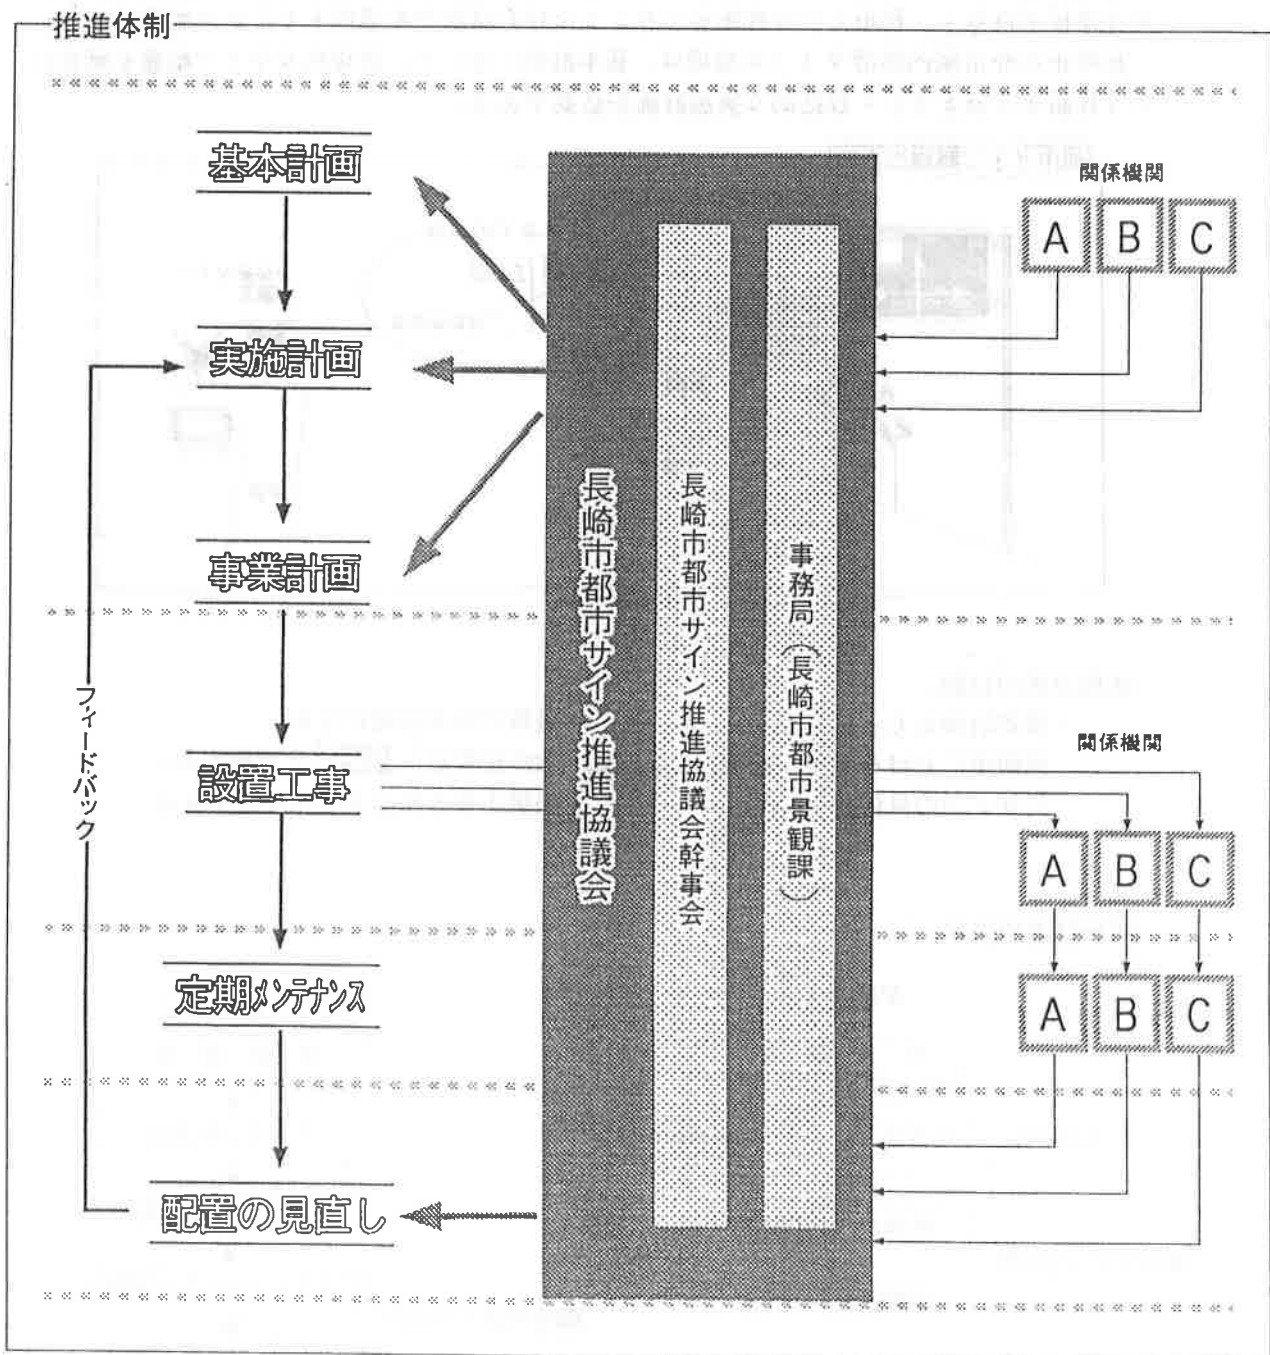 推進体制
基本計画
実施計画
事業計画
設置工事
定期メンテナンス
配置の見直し
フィードバック
長崎市都市サイン推進協議会
長崎市都市サイン推進協議会幹事会
事務局（長崎市都市景観課）
関係機関
A B C
関係機関
A B C
A B C